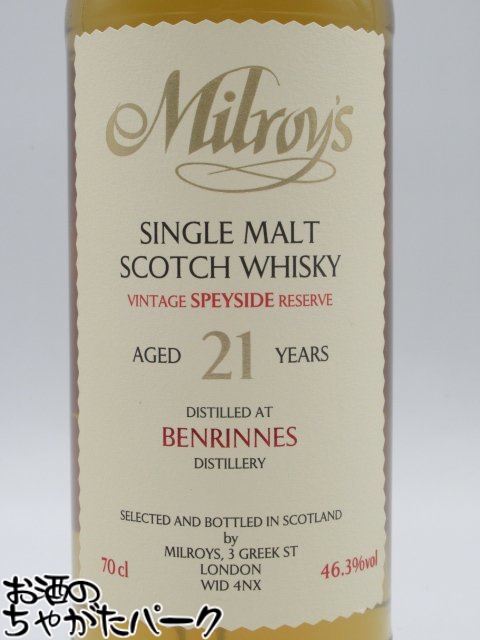 Milroy's
SINGLE MALT
SCOTCH WHISKY
VINTAGE SPEYSIDE RESERVE
AGED 21 YEARS
DISTILLED AT
BENRINNES
DISTILLERY
SELECTED AND BOTTLED IN SCOTLAND
by
MILROYS, 3 GREEK ST
LONDON
WID 4NX
70 cl
46.3%vol
お酒の
ちゃがたパーク